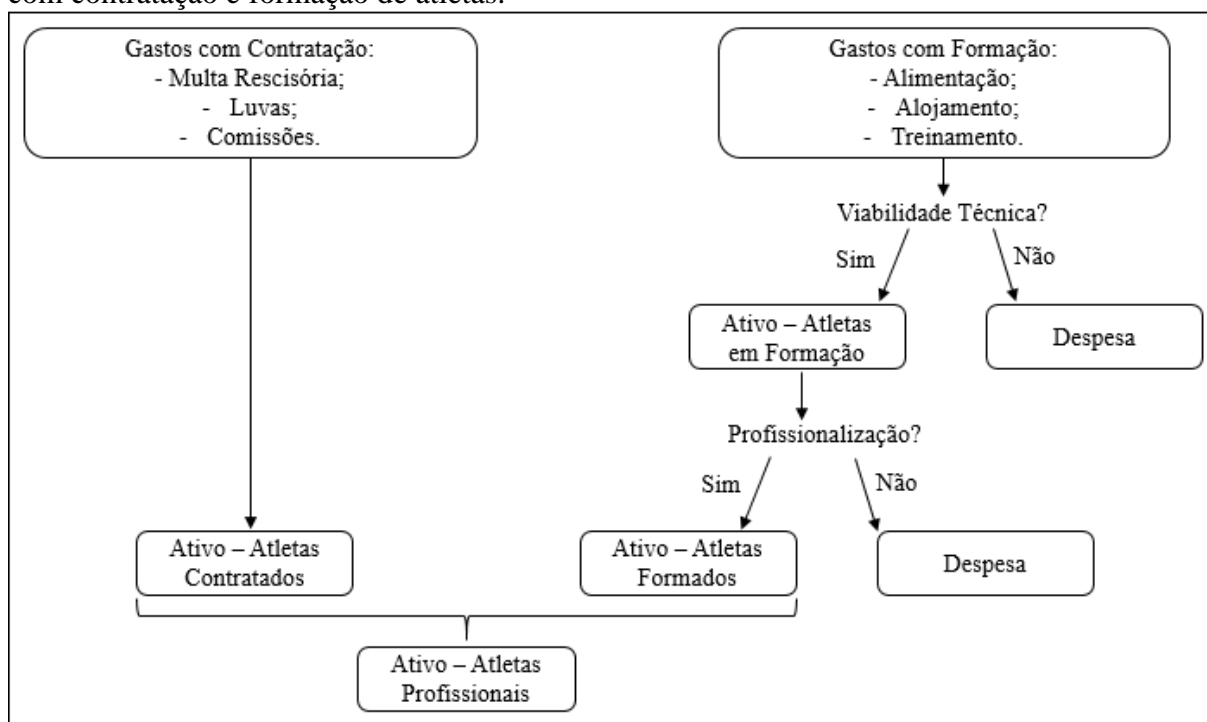 com contratação e formação de atletas.
Gastos com Contratação:
- Multa Rescisória;
- Luvas;
- Comissões.
Gastos com Formação:
- Alimentação;
- Alojamento;
- Treinamento.
Viabilidade Técnica?
Sim
Não
Ativo – Atletas
em Formação
Despesa
Profissionalização?
Sim
Não
Ativo – Atletas
Contratados
Ativo – Atletas
Formados
Despesa
Ativo – Atletas
Profissionais